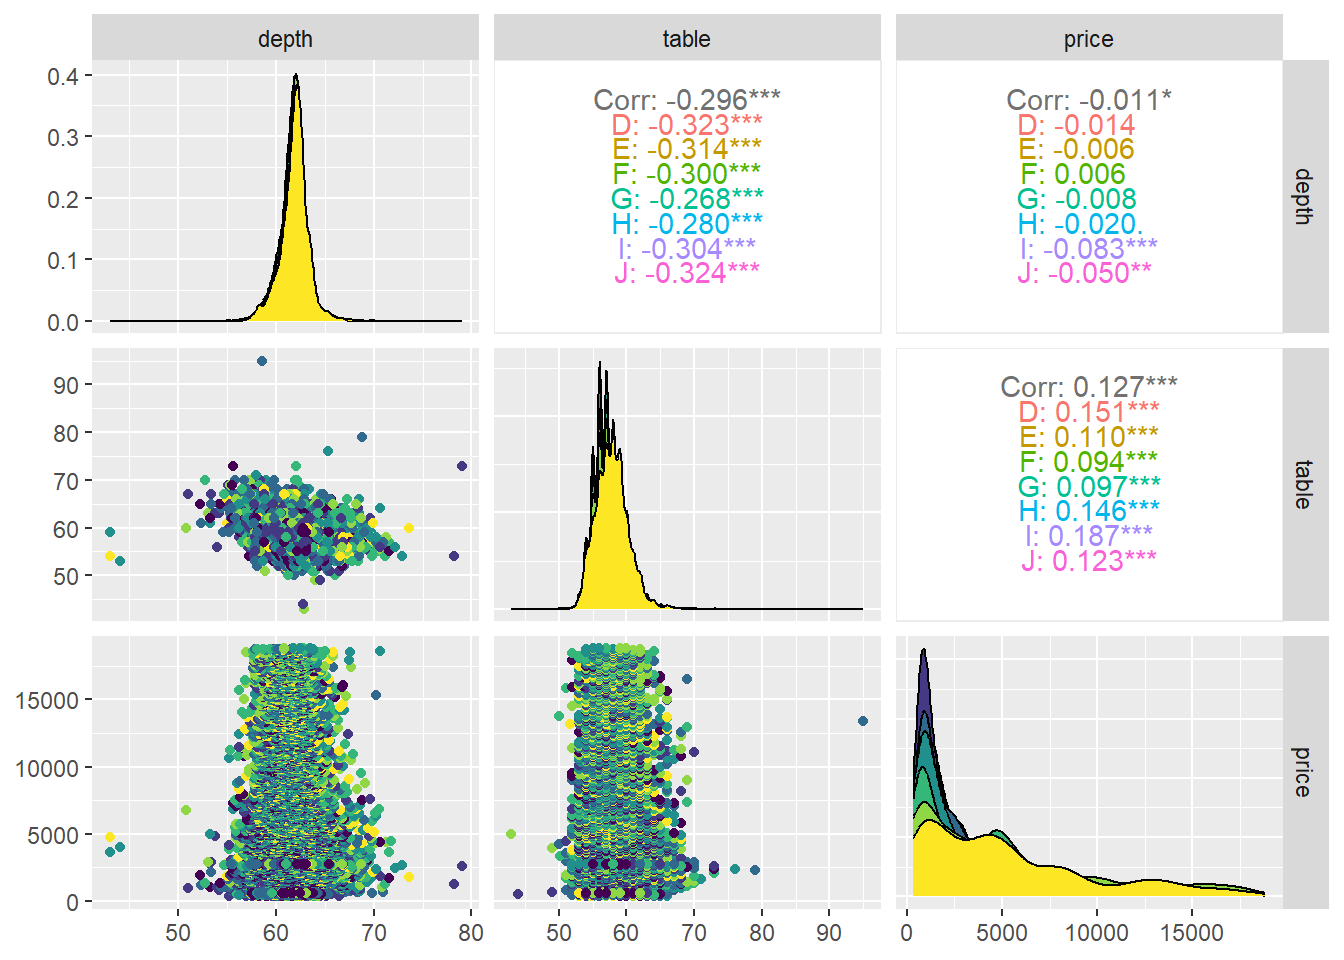 depth
table
price
0.4
0.3
0.2
0.1
0.0
Corr: -0.296***
D: -0.323***
E: -0.314***
F: -0.300***
G: -0.268***
H: -0.280***
I: -0.304***
J: -0.324***
Corr: -0.011*
D: -0.014
E: -0.006
F: 0.006
G: -0.008
H: -0.020.
I: -0.083***
J: -0.050**
depth
90
80
70
60
50
Corr: 0.127***
D: 0.151***
E: 0.110***
F: 0.094***
G: 0.097***
H: 0.146***
I: 0.187***
J: 0.123***
table
15000
10000
5000
0
price
50 60 70 80
50 60 70 80 90
0 5000 10000 15000